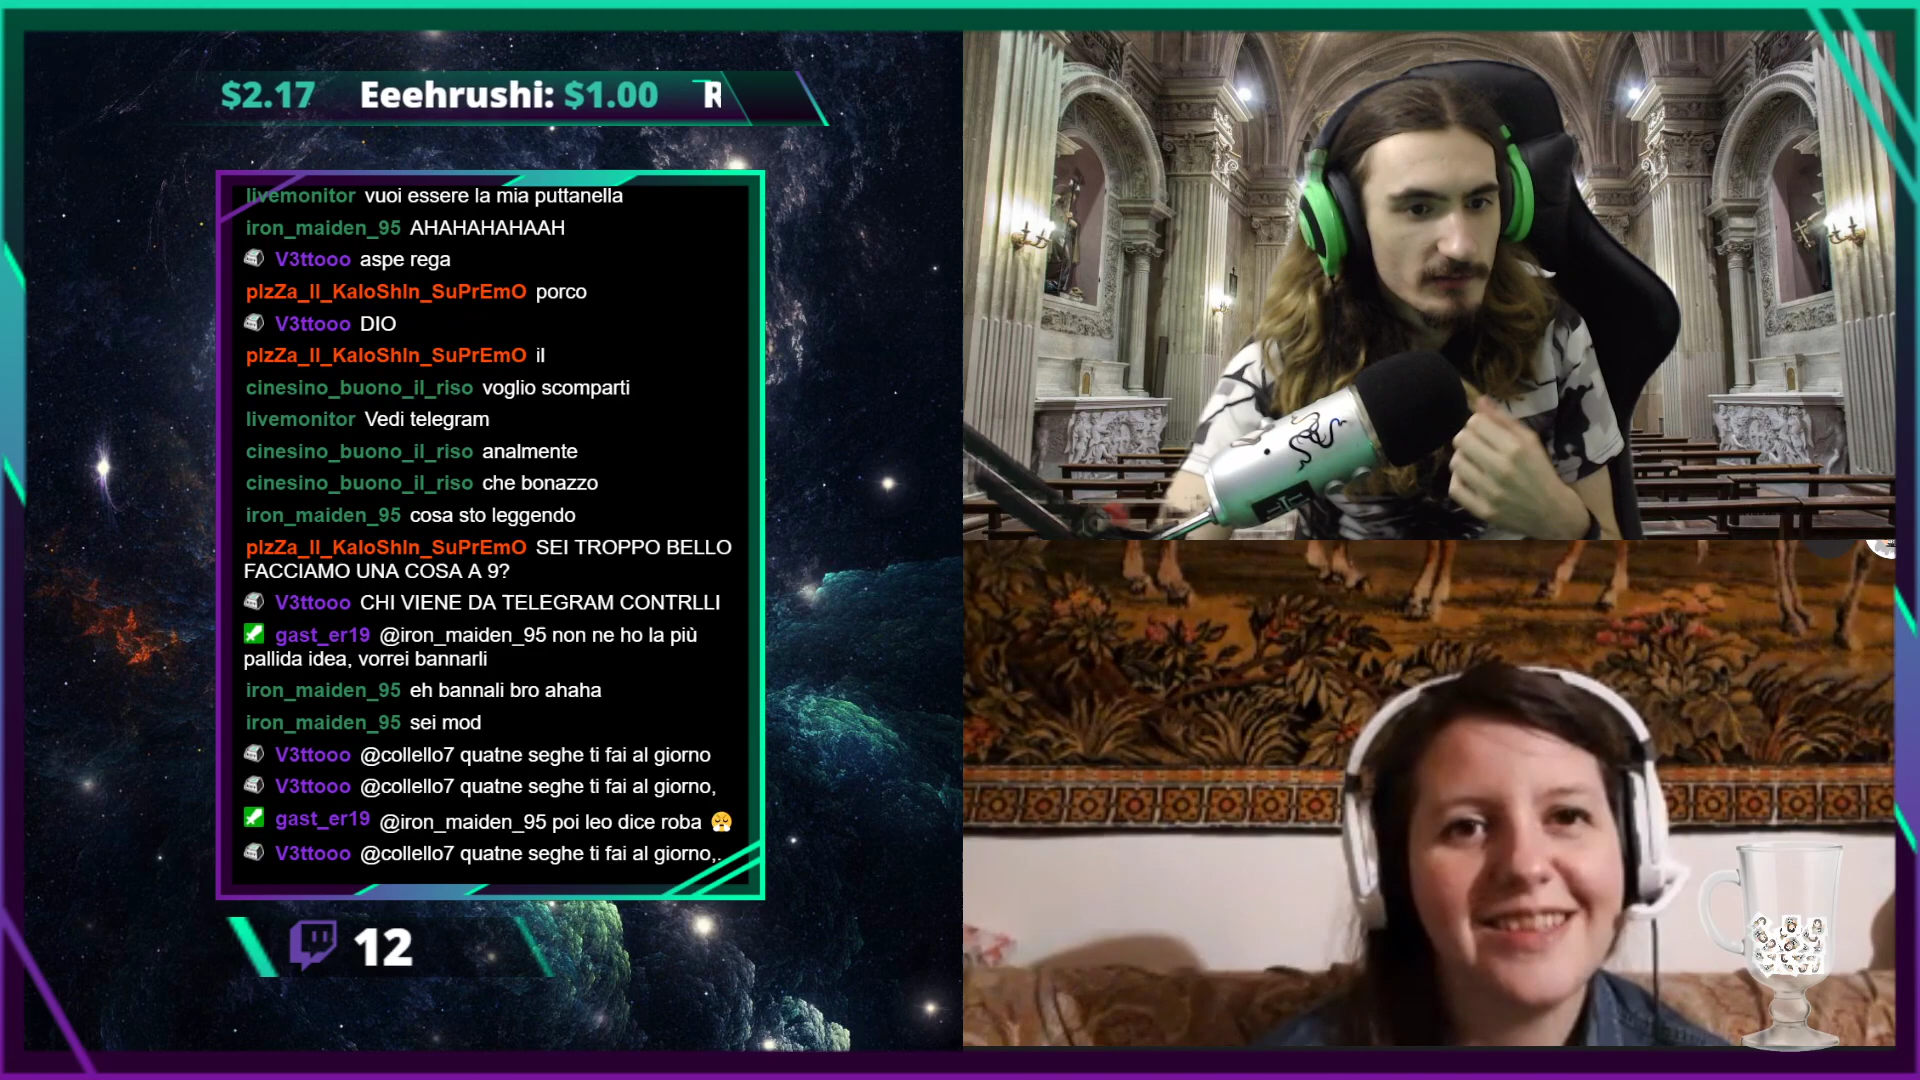 $2.17 Eeehrushi: $1.00
livemonitor vuoi essere la mia puttanella
iron_maiden_95 AHAHAHAHAAH
V3ttooo aspe rega
pIzZa_Il_KaIoShIn_SuPrEmO porco
V3ttooo DIO
pIzZa_Il_KaIoShIn_SuPrEmO il
cinesino_buono_il_riso voglio scomparti
livemonitor Vedi telegram
cinesino_buono_il_riso analmente
cinesino_buono_il_riso che bonazzo
iron_maiden_95 cosa sto leggendo
pIzZa_Il_KaIoShIn_SuPrEmO SEI TROPPO BELLO
FACCIAMO UNA COSA A 9?
V3ttooo CHI VIENE DA TELEGRAM CONTRLLI
gast_er19 @iron_maiden_95 non ne ho la più
pallida idea, vorrei bannarli
iron_maiden_95 eh bannali bro ahaha
iron_maiden_95 sei mod
V3ttooo @collello7 quatne seghe ti fai al giorno
V3ttooo @collello7 quatne seghe ti fai al giorno,
gast_er19 @iron_maiden_95 poi leo dice roba 😤
V3ttooo @collello7 quatne seghe ti fai al giorno,.
12